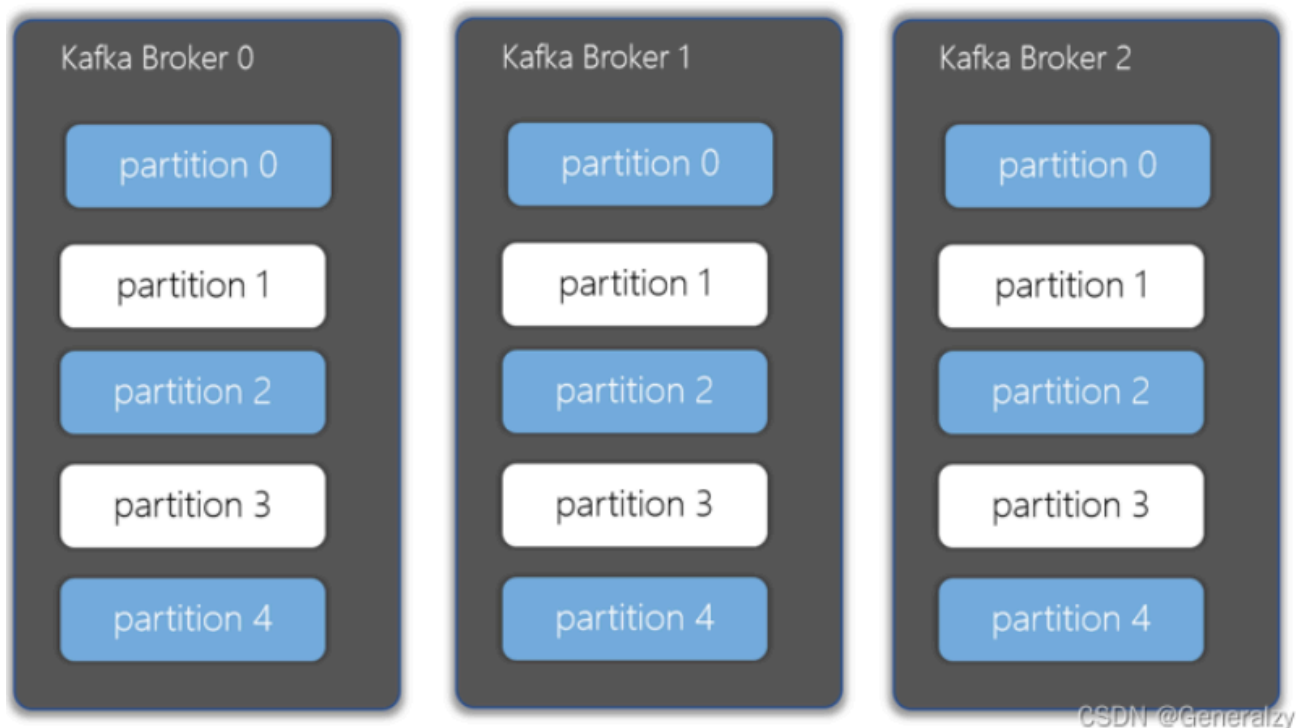 Kafka Broker 0
partition 0
partition 1
partition 2
partition 3
partition 4
Kafka Broker 1
partition 0
partition 1
partition 2
partition 3
partition 4
Kafka Broker 2
partition 0
partition 1
partition 2
partition 3
partition 4
CSDN @Generalzy